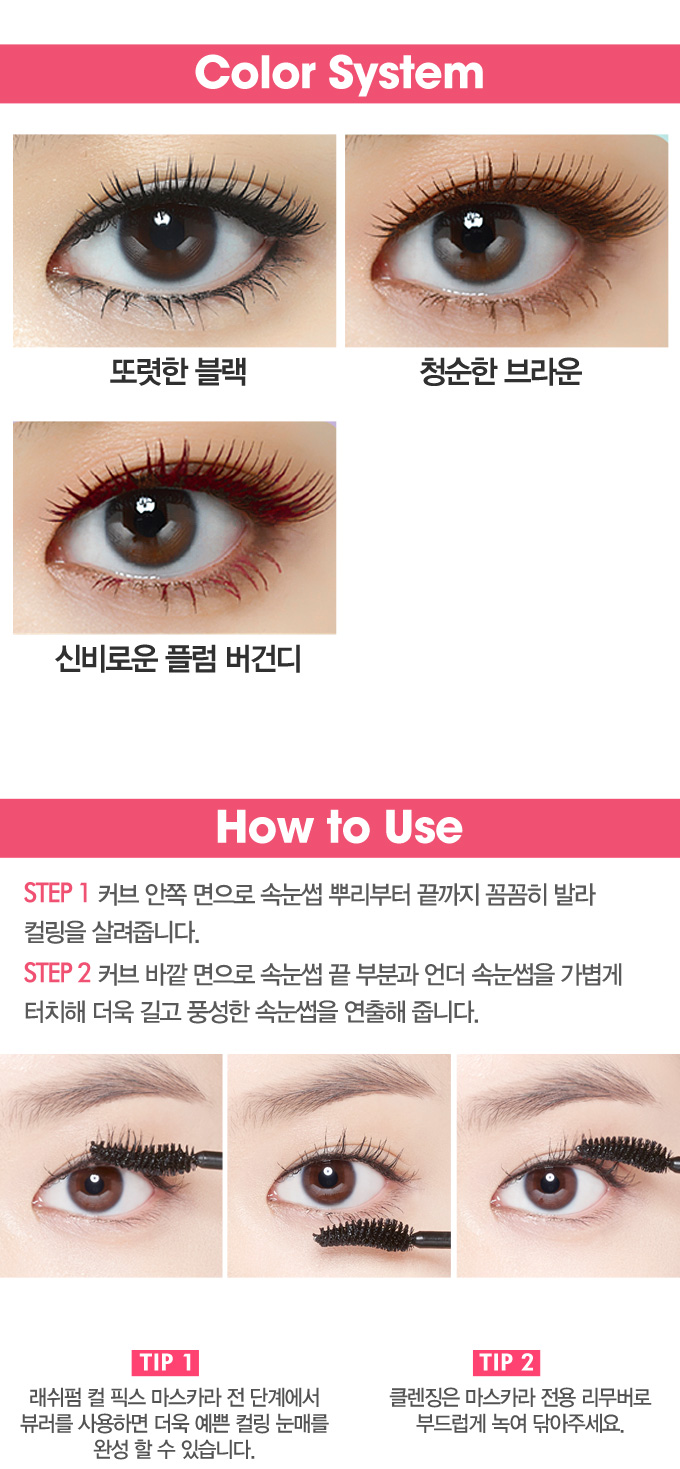 Color System
또렷한 블랙
청순한 브라운
신비로운 플럼 버건디
How to Use
STEP 1 커브 안쪽 면으로 속눈썹 뿌리부터 끝까지 꼼꼼히 발라
컬링을 살려줍니다.
STEP 2 커브 바깥 면으로 속눈썹 끝 부분과 언더 속눈썹을 가볍게
터치해 더욱 길고 풍성한 속눈썹을 연출해 줍니다.
TIP 1
래쉬펌 컬 픽스 마스카라 전 단계에서
뷰러를 사용하면 더욱 예쁜 컬링 눈매를
완성 할 수 있습니다.
TIP 2
클렌징은 마스카라 전용 리무버로
부드럽게 녹여 닦아주세요.